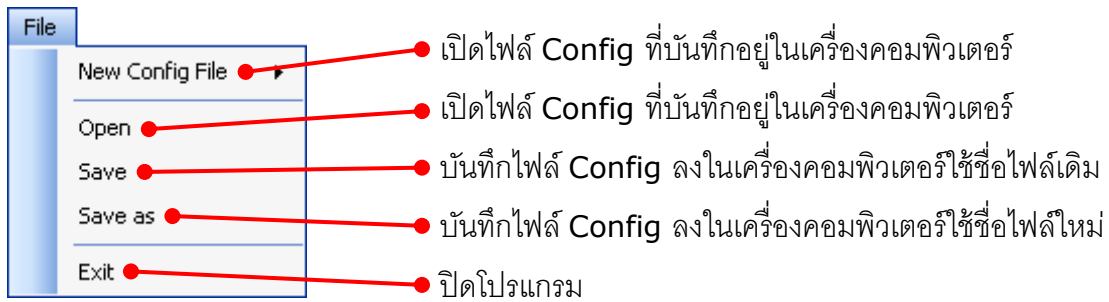 File
New Config File เปิดไฟล์ Config ที่บันทึกอยู่ในเครื่องคอมพิวเตอร์
Open เปิดไฟล์ Config ที่บันทึกอยู่ในเครื่องคอมพิวเตอร์
Save บันทึกไฟล์ Config ลงในเครื่องคอมพิวเตอร์ใช้ชื่อไฟล์เดิม
Save as บันทึกไฟล์ Config ลงในเครื่องคอมพิวเตอร์ใช้ชื่อไฟล์ใหม่
Exit ปิดโปรแกรม